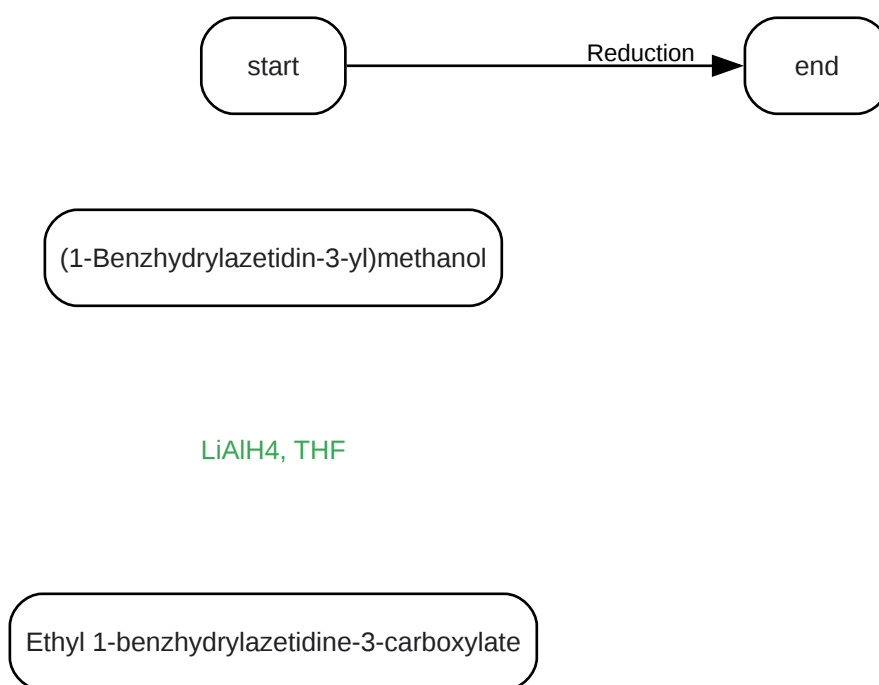 start
Reduction
end
(1-Benzhydrylazetidin-3-yl)methanol
LiAlH4, THF
Ethyl 1-benzhydrylazetidine-3-carboxylate